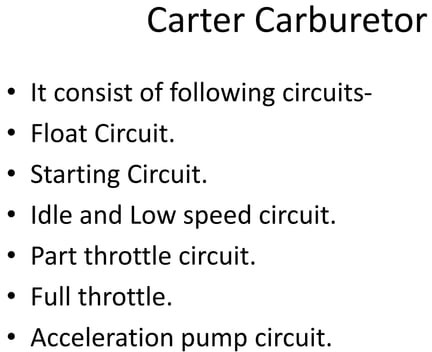 Carter Carburetor
• It consist of following circuits-
• Float Circuit.
• Starting Circuit.
• Idle and Low speed circuit.
• Part throttle circuit.
• Full throttle.
• Acceleration pump circuit.